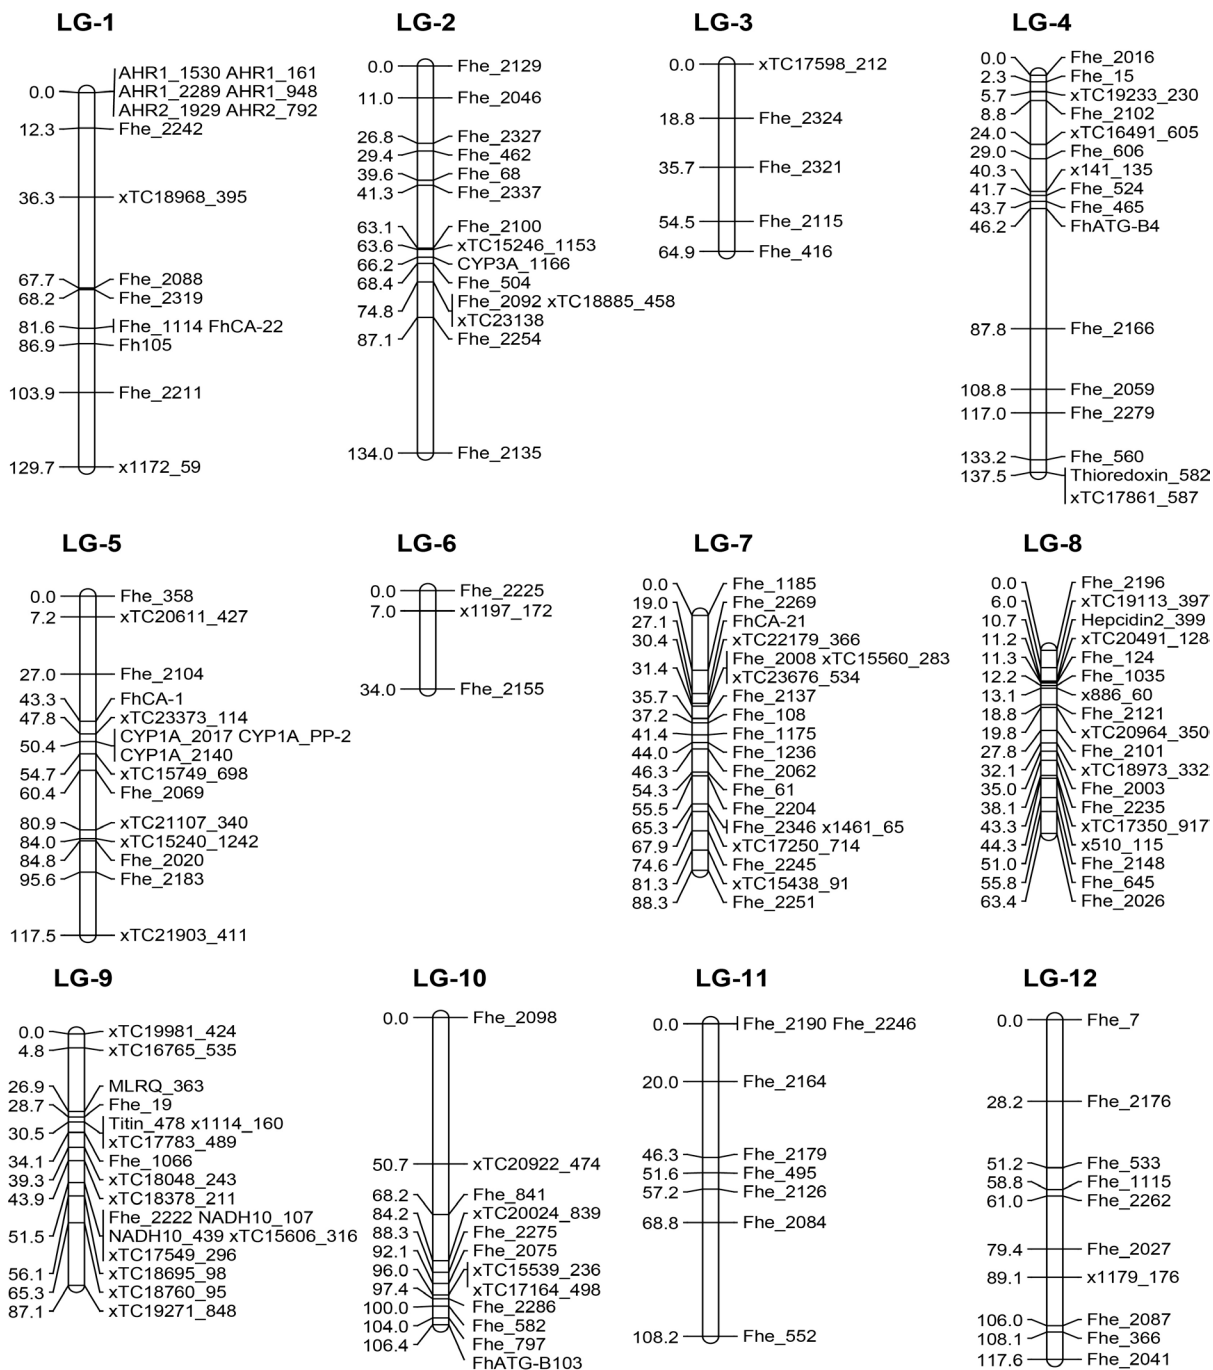 LG-1
AHR1_1530 AHR1_161
0.0 AHR1_2289 AHR1_948
AHR2_1929 AHR2_792
12.3 Fhe_2242
36.3 xTC18968_395
67.7 Fhe_2088
68.2 Fhe_2319
81.6 Fhe_1114 FhCA-22
86.9 Fh105
103.9 Fhe_2211
129.7 x1172_59
LG-2
0.0 Fhe_2129
11.0 Fhe_2046
26.8 Fhe_2327
29.4 Fhe_462
39.6 Fhe_68
41.3 Fhe_2337
63.1 Fhe_2100
63.6 xTC15246_1153
66.2 CYP3A_1166
68.4 Fhe_504
74.8 Fhe_2092 xTC18885_458
xTC23138
87.1 Fhe_2254
134.0 Fhe_2135
LG-3
0.0 xTC17598_212
18.8 Fhe_2324
35.7 Fhe_2321
54.5 Fhe_2115
64.9 Fhe_416
LG-4
0.0 Fhe_2016
2.3 Fhe_15
5.7 xTC19233_230
8.8 Fhe_2102
24.0 xTC16491_605
29.0 Fhe_606
40.3 x141_135
41.7 Fhe_524
43.7 Fhe_465
46.2 FhATG-B4
87.8 Fhe_2166
108.8 Fhe_2059
117.0 Fhe_2279
133.2 Fhe_560
137.5 Thioredoxin_582
xTC17861_587
LG-5
0.0 Fhe_358
7.2 xTC20611_427
27.0 Fhe_2104
43.3 FhCA-1
47.8 xTC23373_114
50.4 CYP1A_2017 CYP1A_PP-2
CYP1A_2140
54.7 xTC15749_698
60.4 Fhe_2069
80.9 xTC21107_340
84.0 xTC15240_1242
84.8 Fhe_2020
95.6 Fhe_2183
117.5 xTC21903_411
LG-6
0.0 Fhe_2225
7.0 x1197_172
34.0 Fhe_2155
LG-7
0.0 Fhe_1185
19.0 Fhe_2269
27.1 FhCA-21
30.4 xTC22179_366
31.4 Fhe_2008 xTC15560_283
xTC23676_534
35.7 Fhe_2137
37.2 Fhe_108
41.4 Fhe_1175
44.0 Fhe_1236
46.3 Fhe_2062
54.3 Fhe_61
55.5 Fhe_2204
65.3 Fhe_2346 x1461_65
67.9 xTC17250_714
74.6 Fhe_2245
81.3 xTC15438_91
88.3 Fhe_2251
LG-8
0.0 Fhe_2196
6.0 xTC19113_397
10.7 Hepcidin2_399
11.2 xTC20491_128
11.3 Fhe_124
12.2 Fhe_1035
13.1 x886_60
18.8 Fhe_2121
19.8 xTC20964_350
27.8 Fhe_2101
32.1 xTC18973_332
35.0 Fhe_2003
38.1 Fhe_2235
43.3 xTC17350_917
44.3 x510_115
51.0 Fhe_2148
55.8 Fhe_645
63.4 Fhe_2026
LG-9
0.0 xTC19981_424
4.8 xTC16765_535
26.9 MLRQ_363
28.7 Fhe_19
30.5 Titin_478 x1114_160
xTC17783_489
34.1 Fhe_1066
39.3 xTC18048_243
43.9 xTC18378_211
Fhe_2222 NADH10_107
51.5 NADH10_439 xTC15606_316
xTC17549_296
56.1 xTC18695_98
65.3 xTC18760_95
87.1 xTC19271_848
LG-10
0.0 Fhe_2098
50.7 xTC20922_474
68.2 Fhe_841
84.2 xTC20024_839
88.3 Fhe_2275
92.1 Fhe_2075
96.0 xTC15539_236
97.4 xTC17164_498
100.0 Fhe_2286
104.0 Fhe_582
106.4 Fhe_797
FhATG-B103
LG-11
0.0 Fhe_2190 Fhe_2246
20.0 Fhe_2164
46.3 Fhe_2179
51.6 Fhe_495
57.2 Fhe_2126
68.8 Fhe_2084
108.2 Fhe_552
LG-12
0.0 Fhe_7
28.2 Fhe_2176
51.2 Fhe_533
58.8 Fhe_1115
61.0 Fhe_2262
79.4 Fhe_2027
89.1 x1179_176
106.0 Fhe_2087
108.1 Fhe_366
117.6 Fhe_2041